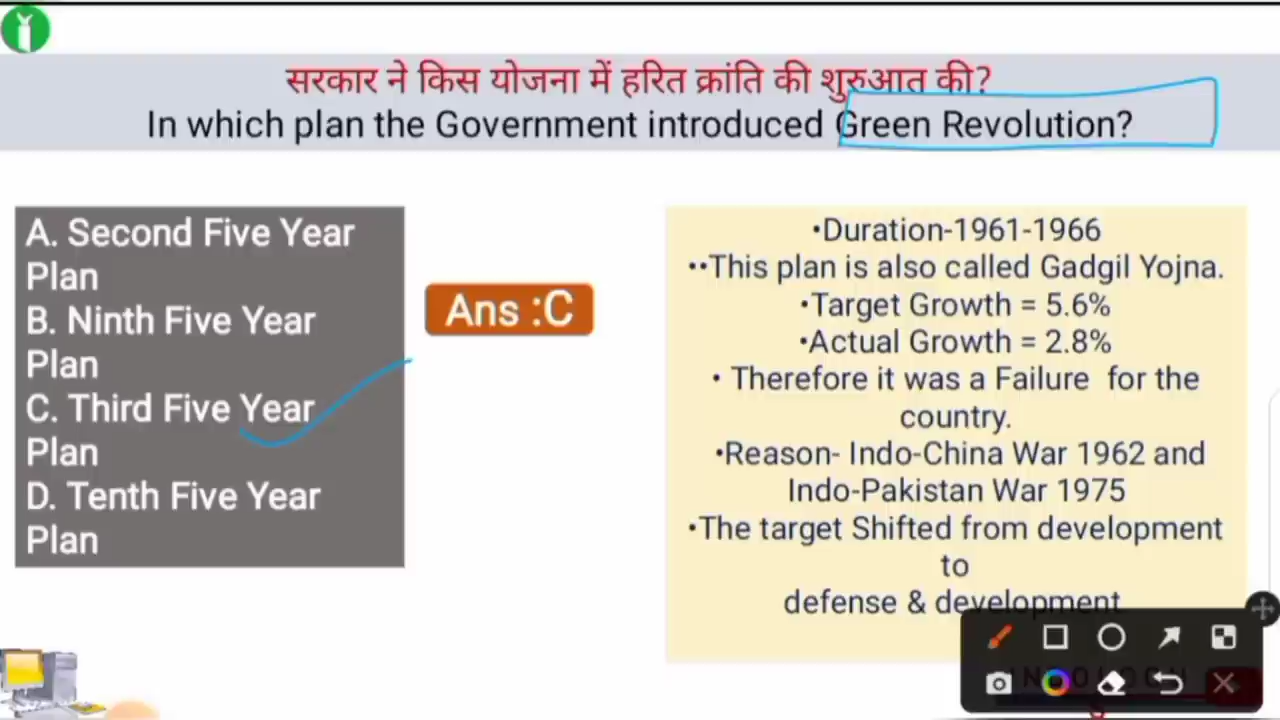 सरकार ने किस योजना में हरित क्रांति की शुरुआत की?
In which plan the Government introduced Green Revolution?
A. Second Five Year
Plan
B. Ninth Five Year
Plan
C. Third Five Year
Plan
D. Tenth Five Year
Plan
Ans :C
•Duration-1961-1966
••This plan is also called Gadgil Yojna.
•Target Growth = 5.6%
•Actual Growth = 2.8%
• Therefore it was a Failure for the
country.
•Reason- Indo-China War 1962 and
Indo-Pakistan War 1975
•The target Shifted from development
to
defense & development